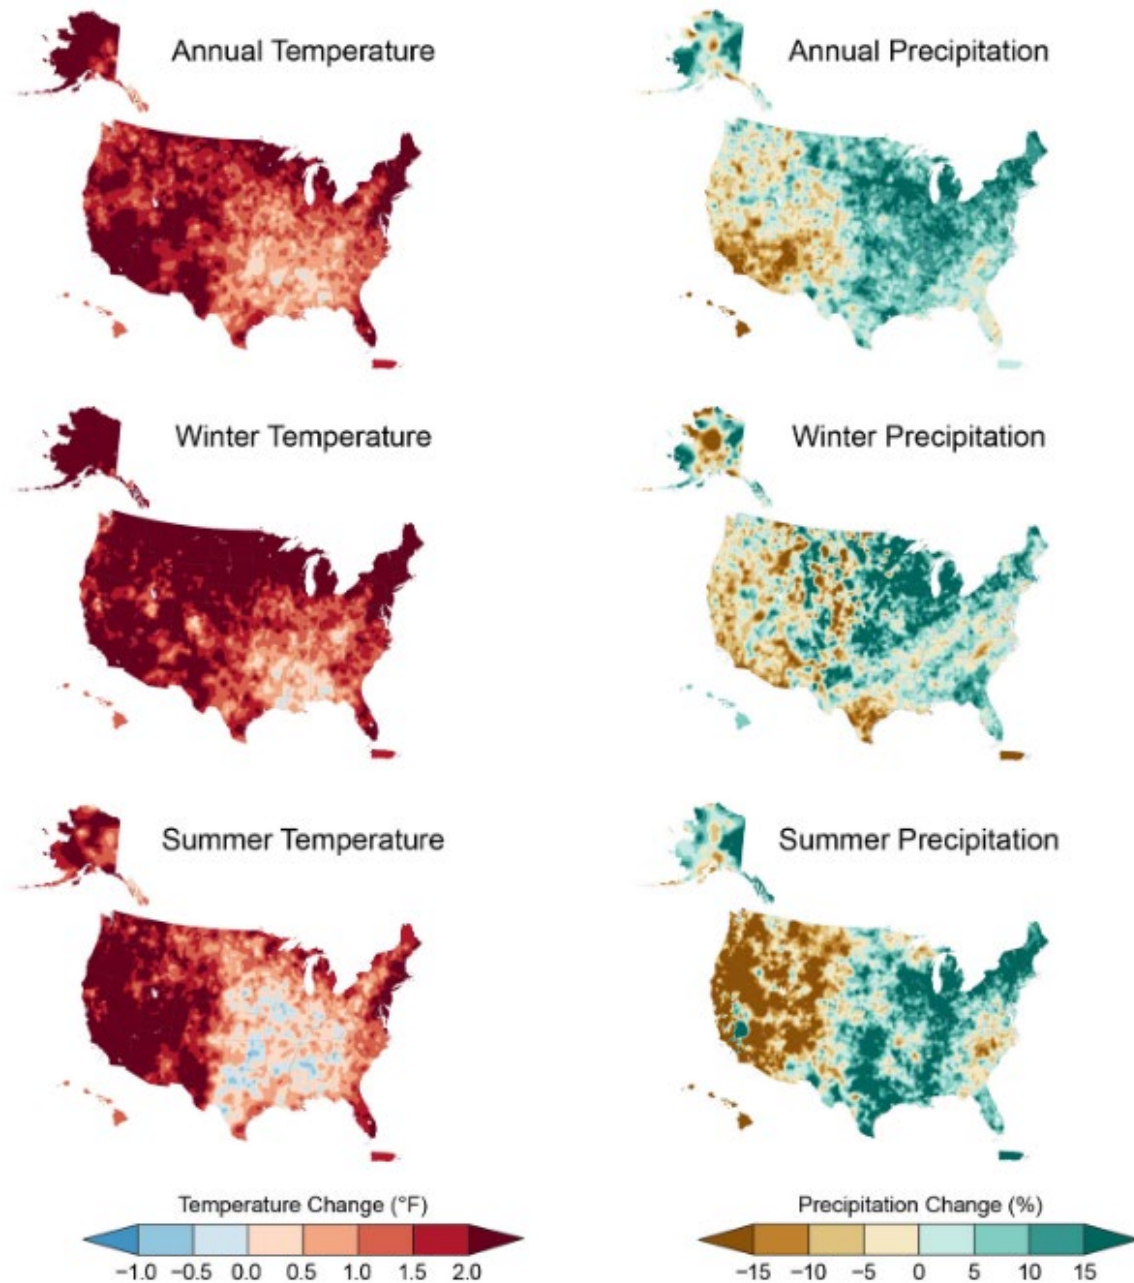 Annual Temperature
Annual Precipitation
Winter Temperature
Winter Precipitation
Summer Temperature
Summer Precipitation
Temperature Change (°F)
−1.0 −0.5 0.0 0.5 1.0 1.5 2.0
Precipitation Change (%)
−15 −10 −5 0 5 10 15